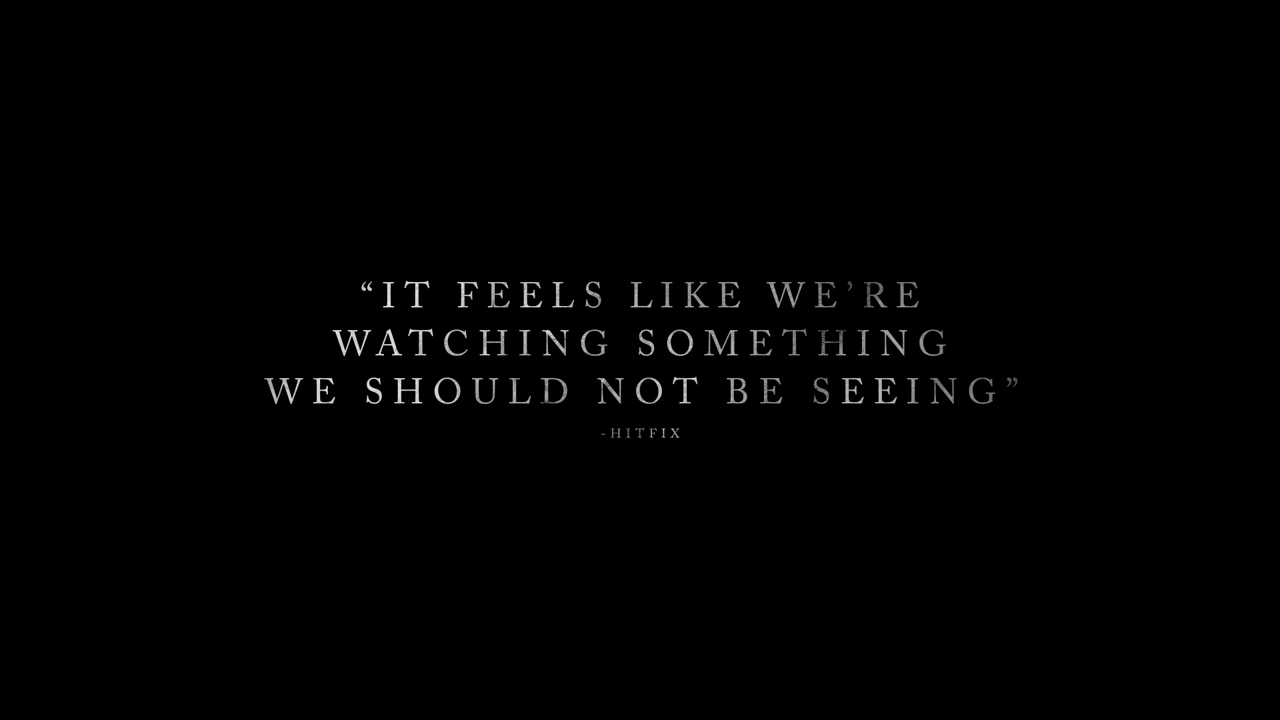 “IT FEELS LIKE WE’RE
WATCHING SOMETHING
WE SHOULD NOT BE SEEING”
-HITFIX